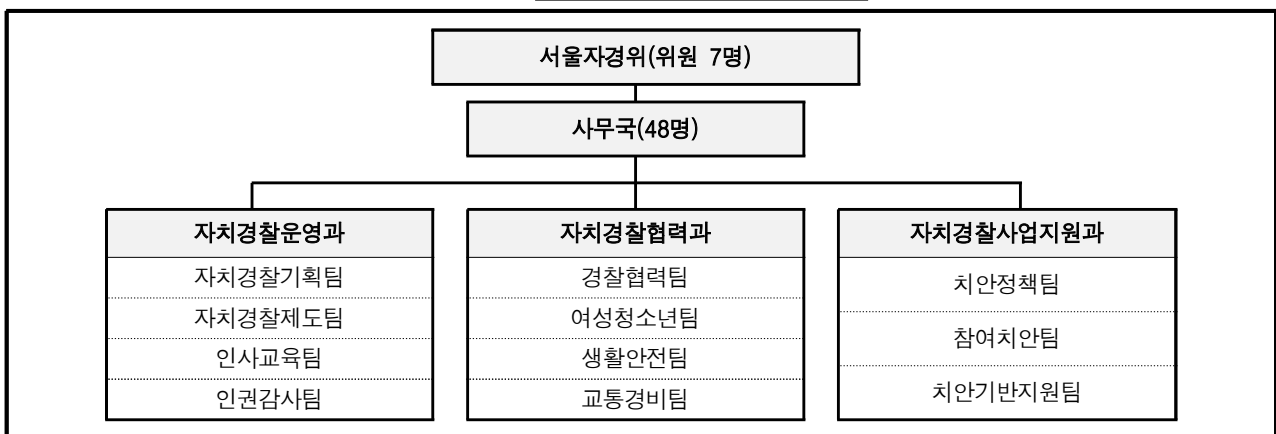 서울자경위(위원 7명)
사무국(48명)
자치경찰운영과
자치경찰기획팀
자치경찰제도팀
인사교육팀
인권감사팀
자치경찰협력과
경찰협력팀
여성청소년팀
생활안전팀
교통경비팀
자치경찰사업지원과
치안정책팀
참여치안팀
치안기반지원팀